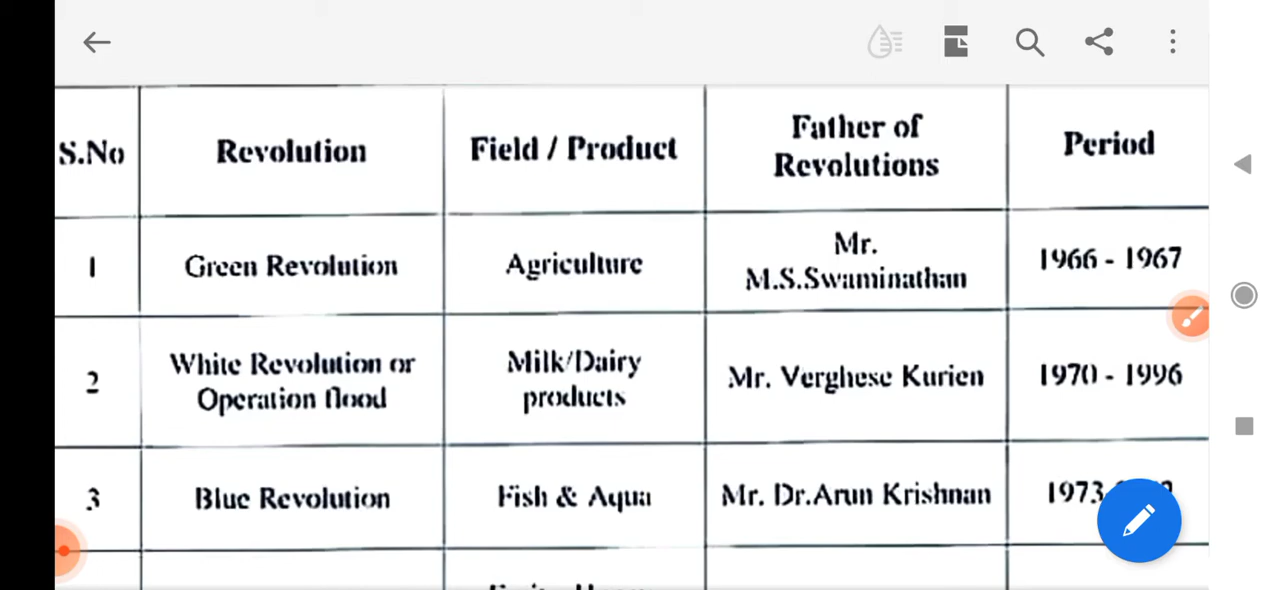 S.No Revolution Field / Product Father of Revolutions Period
1 Green Revolution Agriculture Mr. M.S.Swaminathan 1966 - 1967
2 White Revolution or Operation flood Milk/Dairy products Mr. Verghese Kurien 1970 - 1996
3 Blue Revolution Fish & Aqua Mr. Dr.Arun Krishnan 1973